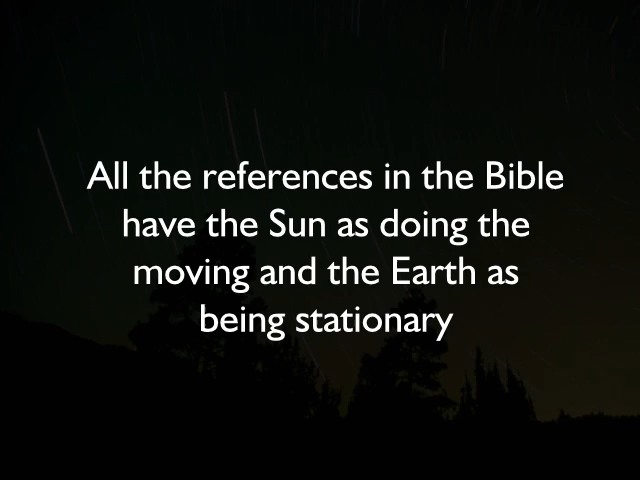 All the references in the Bible
have the Sun as doing the
moving and the Earth as
being stationary